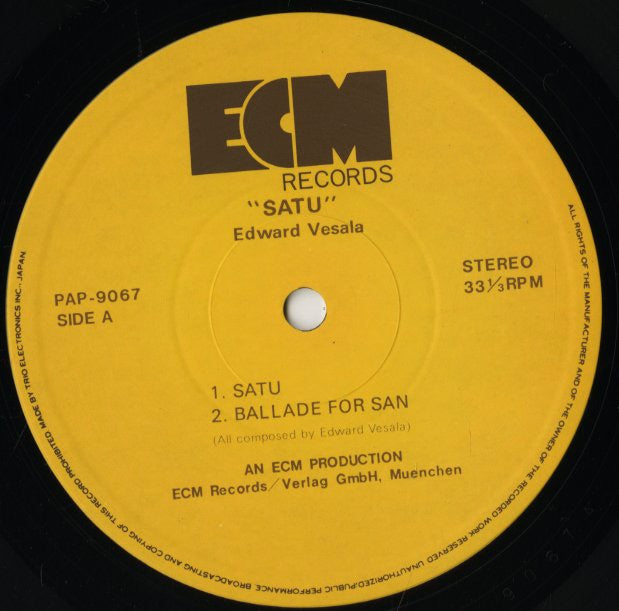 ECM
RECORDS
"SATU"
Edward Vesala
PAP-9067
SIDE A
STEREO
33⅓RPM
1. SATU
2. BALLADE FOR SAN
(All composed by Edward Vesala)
AN ECM PRODUCTION
ECM Records/Verlag GmbH, Muenchen
ALL RIGHTS OF THE MANUFACTURER AND OF THE OWNER OF THE RECORDED WORK RESERVED UNAUTHORIZED.PUBLIC PERFORMANCE BROADCASTING AND COPYING OF THIS RECORD PROHIBITED MADE BY TRIO ELECTRONICS INC., JAPAN.